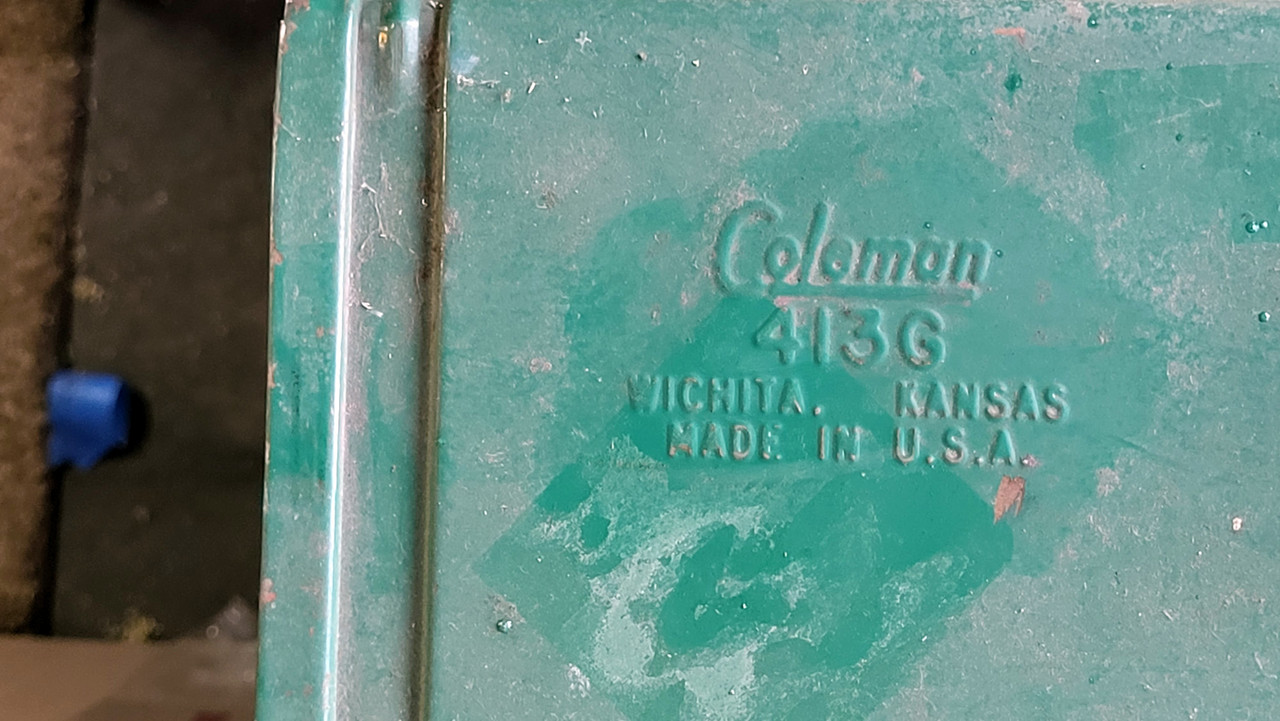 Coleman
413G
WICHITA, KANSAS
MADE IN U.S.A.